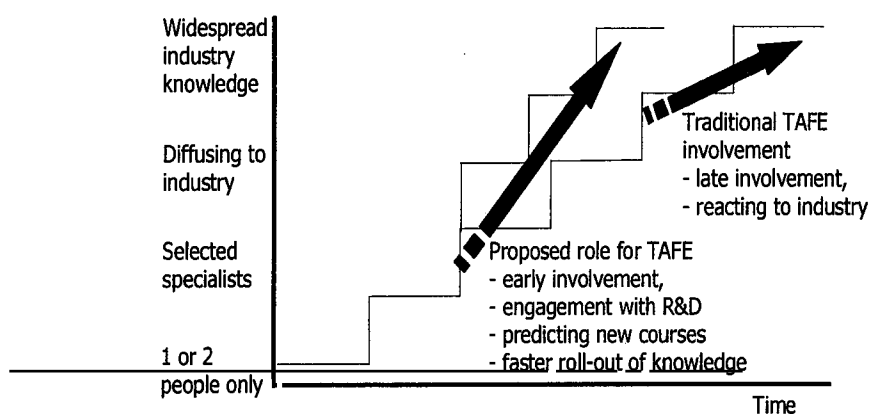 Widespread
industry
knowledge
Diffusing to
industry
Selected
specialists
1 or 2
people only
Traditional TAFE
involvement
- late involvement,
- reacting to industry
Proposed role for TAFE
- early involvement,
- engagement with R&D
- predicting new courses
- faster roll-out of knowledge
Time